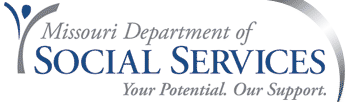 Missouri Department of
SOCIAL SERVICES
Your Potential. Our Support.